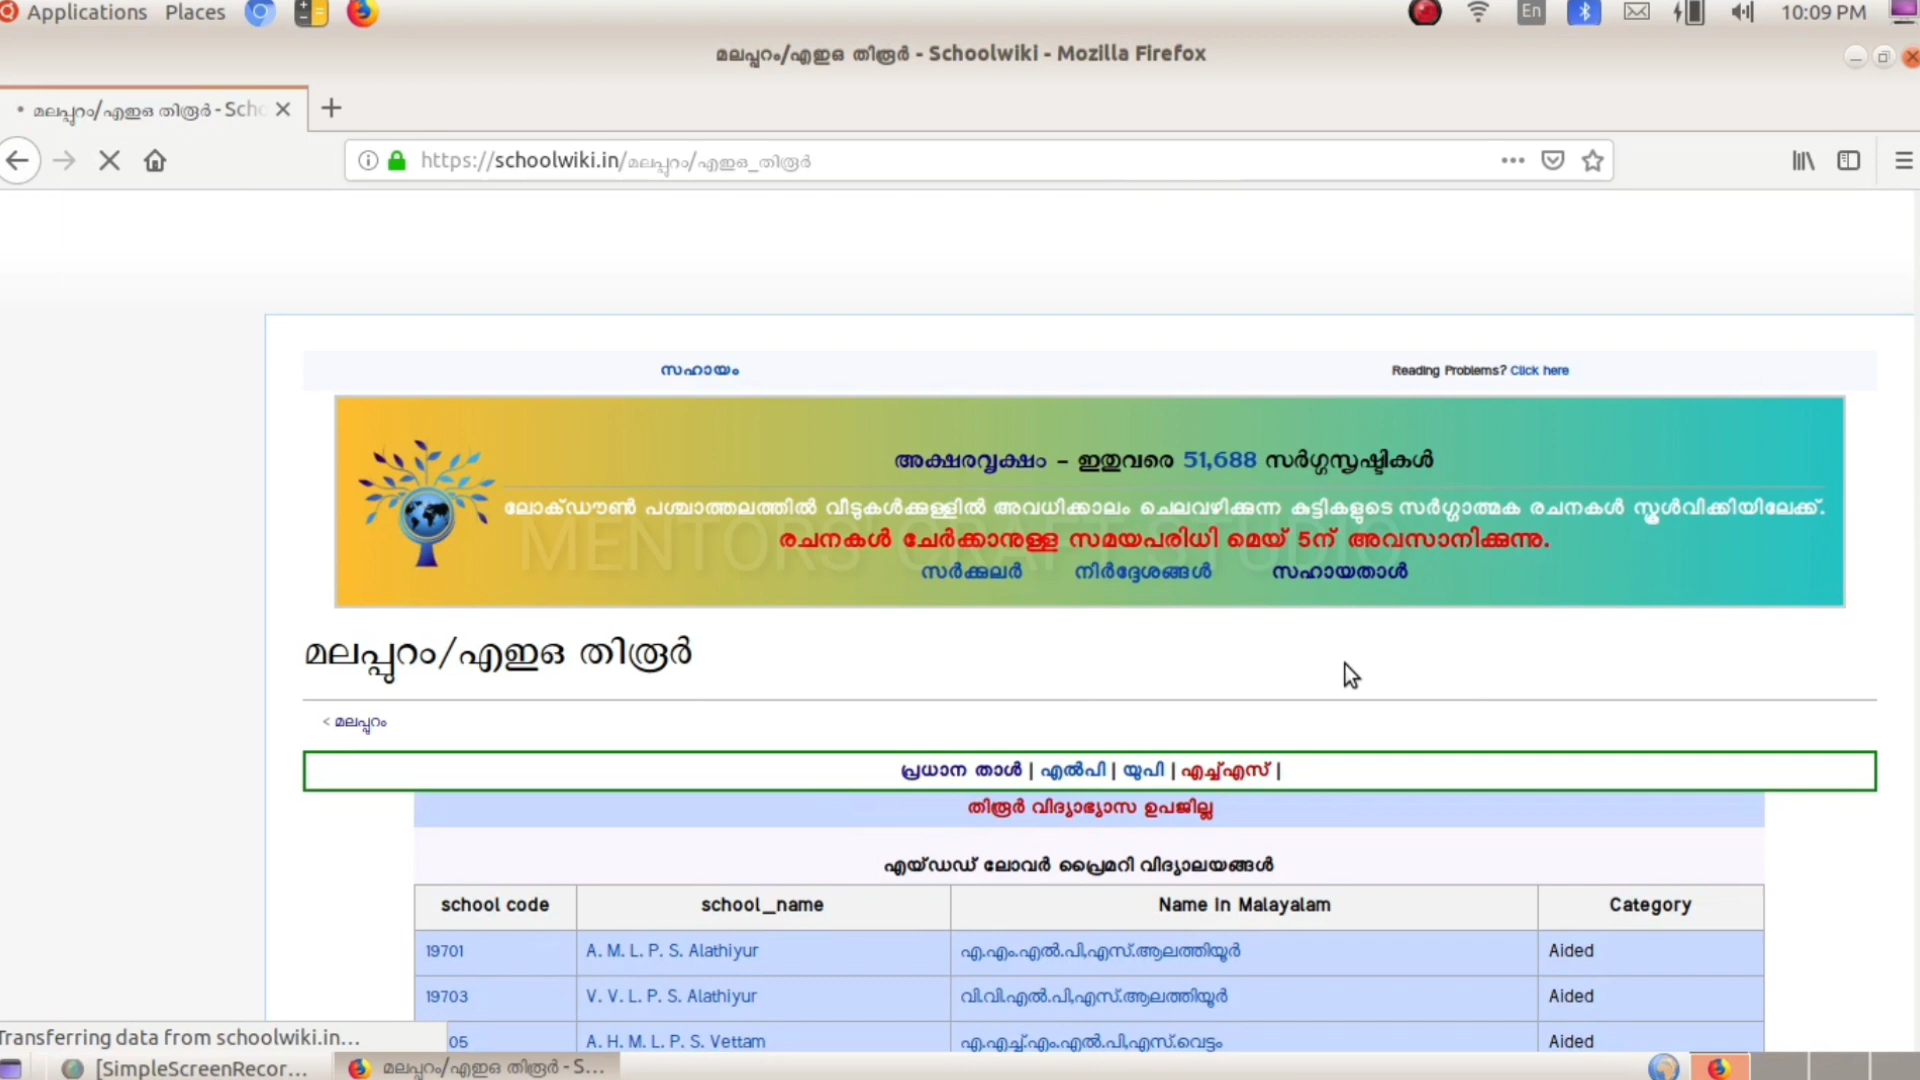 Applications Places En 10:09 PM
മലപ്പുറം/എഇഒ തിരൂർ - Schoolwiki - Mozilla Firefox
മലപ്പുറം/എഇഒ തിരൂർ - Scho
https://schoolwiki.in/മലപ്പുറം/എഇഒ_തിരൂർ
സഹായം
Reading Problems? Click here
അക്ഷരവൃക്ഷം – ഇതുവരെ 51,688 സർഗ്ഗസൃഷ്ടികൾ
ലോക്ഡൗൺ പശ്ചാത്തലത്തിൽ വീടുകൾക്കുള്ളിൽ അവധിക്കാലം ചെലവഴിക്കുന്ന കുട്ടികളുടെ സർഗ്ഗാത്മക രചനകൾ സ്കൂൾവിക്കിയിലേക്ക്.
MENTORS' CRAFT STUDIO
രചനകൾ ചേർക്കാനുള്ള സമയപരിധി മെയ് 5ന് അവസാനിക്കുന്നു.
സർക്കുലർ നിർദ്ദേശങ്ങൾ സഹായതാൾ
മലപ്പുറം/എഇഒ തിരൂർ
< മലപ്പുറം
പ്രധാന താൾ | എൽപി | യുപി | എച്ച്എസ് |
തിരൂർ വിദ്യാഭ്യാസ ഉപജില്ല
എയ്ഡഡ് ലോവർ പ്രൈമറി വിദ്യാലയങ്ങൾ
school code school_name Name in Malayalam Category
19701 A. M. L. P. S. Alathiyur എ.എം.എൽ.പി,എസ്.ആലത്തിയൂർ Aided
19703 V. V. L. P. S. Alathiyur വി.വി.എൽ.പി,എസ്.ആലത്തിയൂർ Aided
05 A. H. M. L. P. S. Vettam എ.എച്ച്.എം.എൽ.പി,എസ്.വെട്ടം Aided
Transferring data from schoolwiki.in...
[SimpleScreenRecor... മലപ്പുറം/എഇഒ തിരൂർ - S...